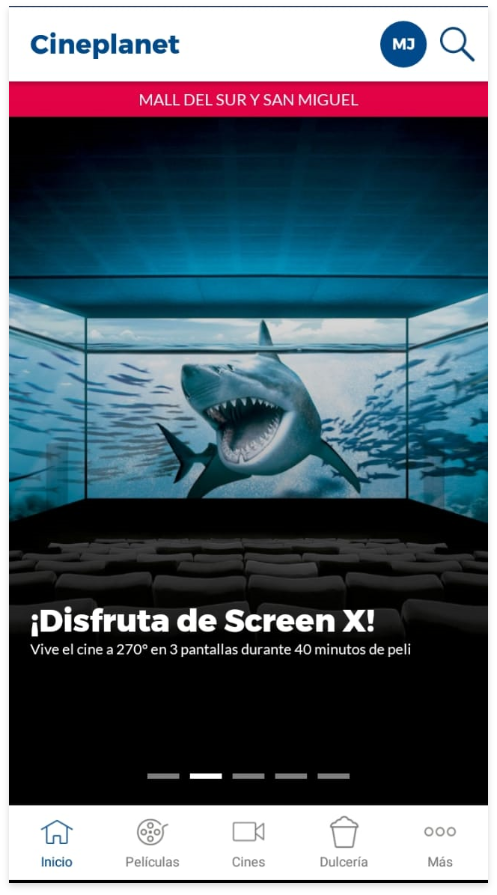 Cineplanet
MJ
MALL DEL SUR Y SAN MIGUEL
¡Disfruta de Screen X!
Vive el cine a 270° en 3 pantallas durante 40 minutos de peli
Inicio
Películas
Cines
Dulcería
Más